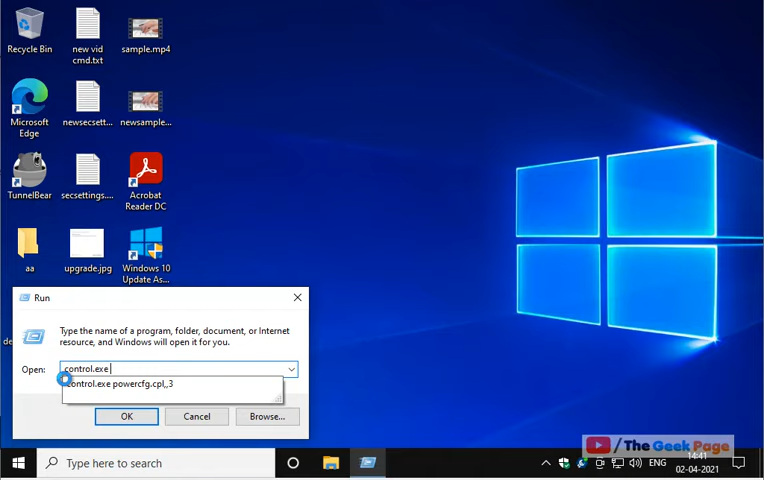 Recycle Bin
new vid
cmd.txt
sample.mp4
Microsoft
Edge
newsecsett...
newsample...
TunnelBear
secsettings....
Acrobat
Reader DC
aa
upgrade.jpg
Windows 10
Update As...
de
Run
Type the name of a program, folder, document, or Internet
resource, and Windows will open it for you.
Open:
control.exe
control.exe powercfg.cpl,,3
OK
Cancel
Browse...
/ The Geek Page
Type here to search
ENG
14:41
02-04-2021